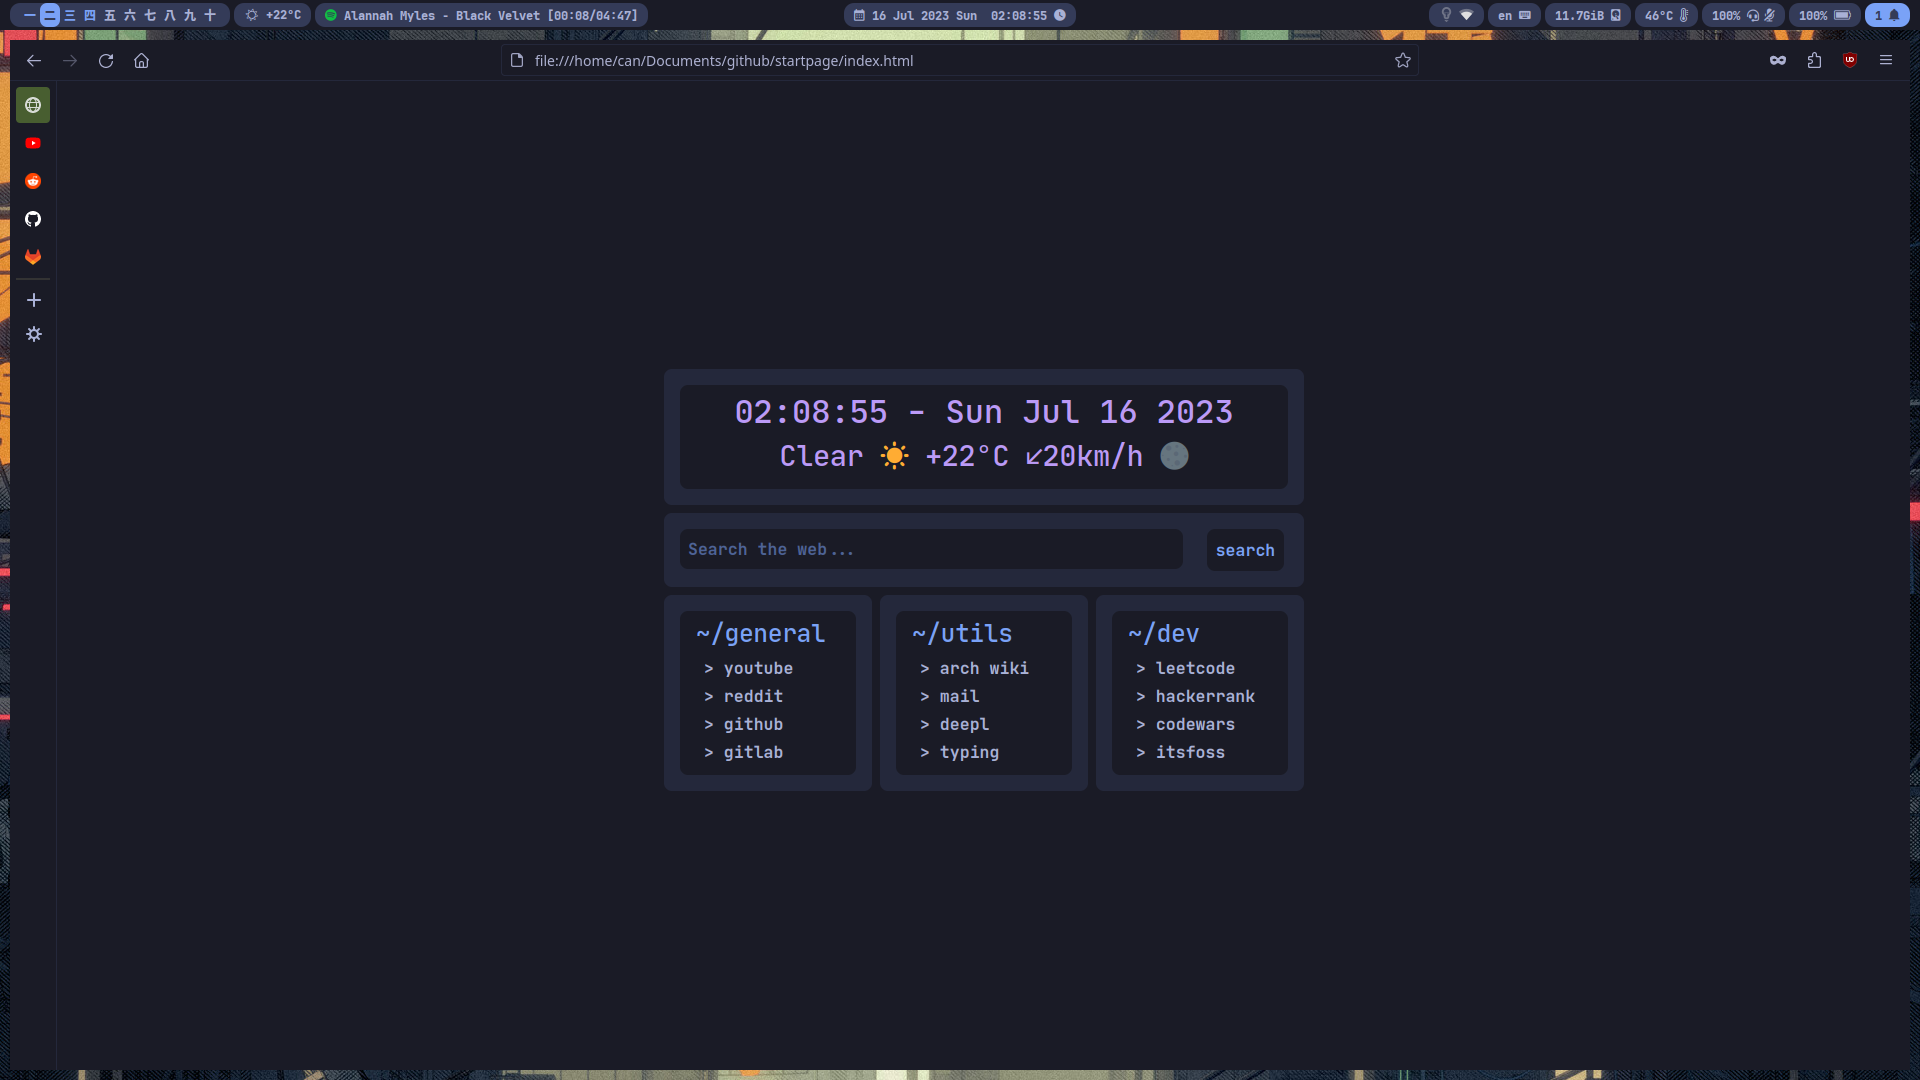 一 二 三 四 五 六 七 八 九 十
+22°C
Alannah Myles - Black Velvet [00:08/04:47]
16 Jul 2023 Sun 02:08:55
en
11.7GiB
46°C
100%
100%
1
file:///home/can/Documents/github/startpage/index.html
02:08:55 - Sun Jul 16 2023
Clear ☀️ +22°C ↙20km/h 🌑
Search the web...
search
~/general
> youtube
> reddit
> github
> gitlab
~/utils
> arch wiki
> mail
> deepl
> typing
~/dev
> leetcode
> hackerrank
> codewars
> itsfoss